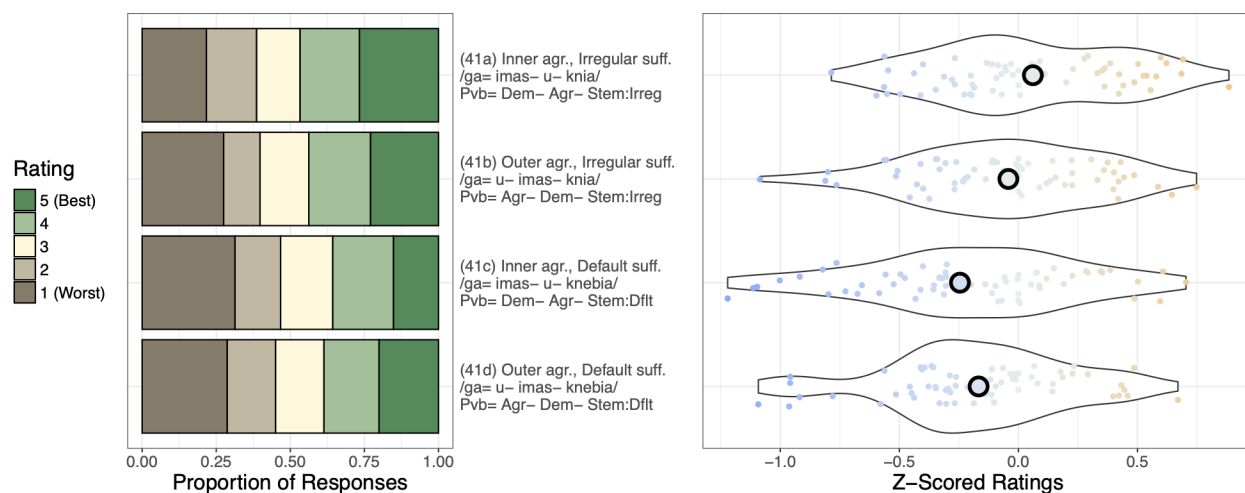 Rating
5 (Best)
4
3
2
1 (Worst)
(41a) Inner agr., Irregular suff.
/ga= imas− u− knia/
Pvb= Dem− Agr− Stem:Irreg
(41b) Outer agr., Irregular suff.
/ga= u− imas− knia/
Pvb= Agr− Dem− Stem:Irreg
(41c) Inner agr., Default suff.
/ga= imas− u− knebia/
Pvb= Dem− Agr− Stem:Dflt
(41d) Outer agr., Default suff.
/ga= u− imas− knebia/
Pvb= Agr− Dem− Stem:Dflt
0.00 0.25 0.50 0.75 1.00
Proportion of Responses
−1.0 −0.5 0.0 0.5
Z−Scored Ratings